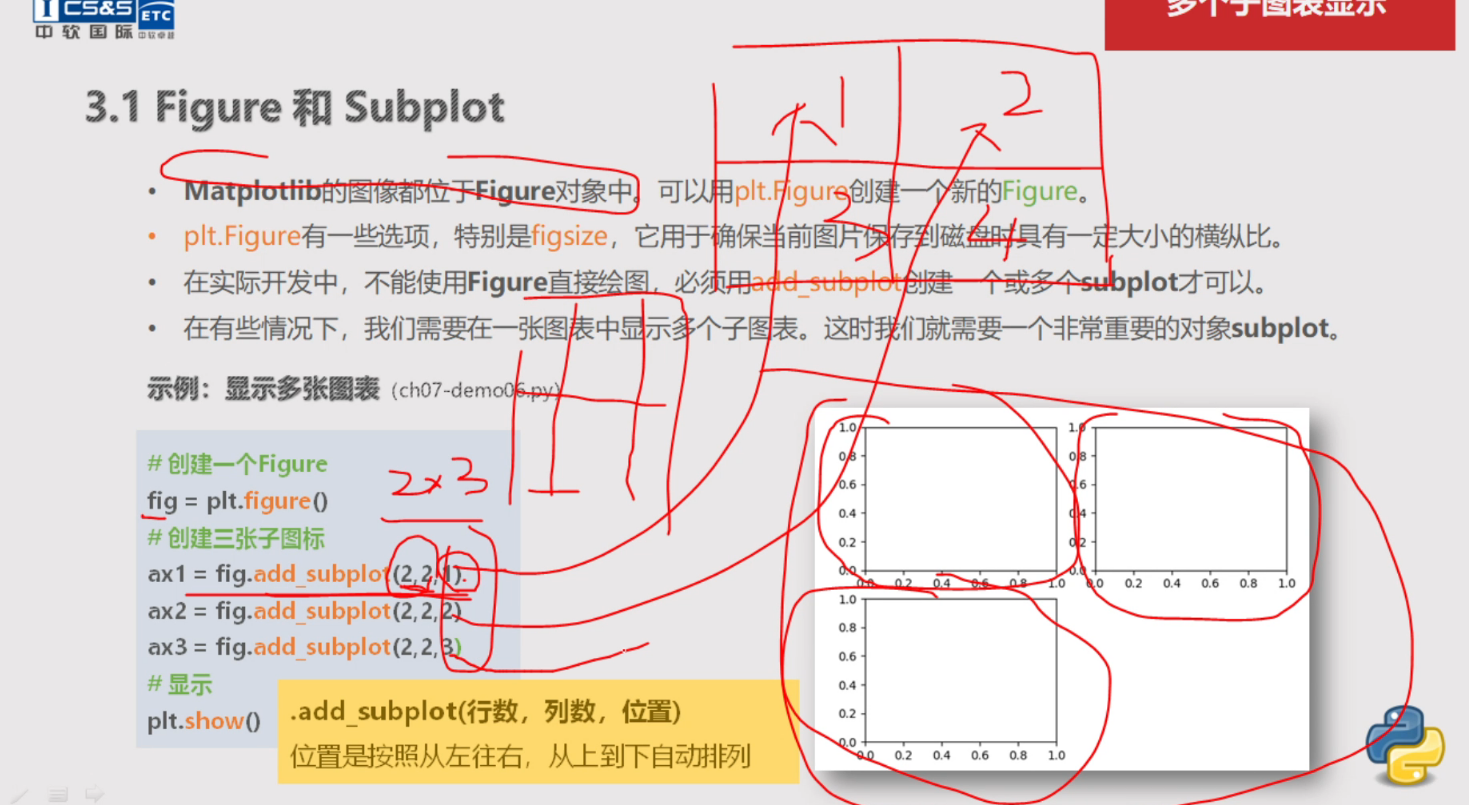 CS&S ETC
中软国际 中软卓越
多个子图表显示
3.1 Figure 和 Subplot
• Matplotlib的图像都位于Figure对象中。可以用plt.Figure创建一个新的Figure。
• plt.Figure有一些选项，特别是figsize，它用于确保当前图片保存到磁盘时具有一定大小的横纵比。
• 在实际开发中，不能使用Figure直接绘图，必须用add_subplot创建一个或多个subplot才可以。
• 在有些情况下，我们需要在一张图表中显示多个子图表。这时我们就需要一个非常重要的对象subplot。
1 2
3 4
示例：显示多张图表（ch07-demo06.py）
2x3
# 创建一个Figure
fig = plt.figure()
# 创建三张子图标
ax1 = fig.add_subplot(2,2,1)
ax2 = fig.add_subplot(2,2,2)
ax3 = fig.add_subplot(2,2,3)
# 显示
plt.show()
.add_subplot(行数，列数，位置)
位置是按照从左往右，从上到下自动排列
1.0
0.8
0.6
0.4
0.2
0.0
0.0 0.2 0.4 0.6 0.8 1.0
1.0
0.8
0.6
0.4
0.2
0.0
0.0 0.2 0.4 0.6 0.8 1.0
1.0
0.8
0.6
0.4
0.2
0.0
0.0 0.2 0.4 0.6 0.8 1.0